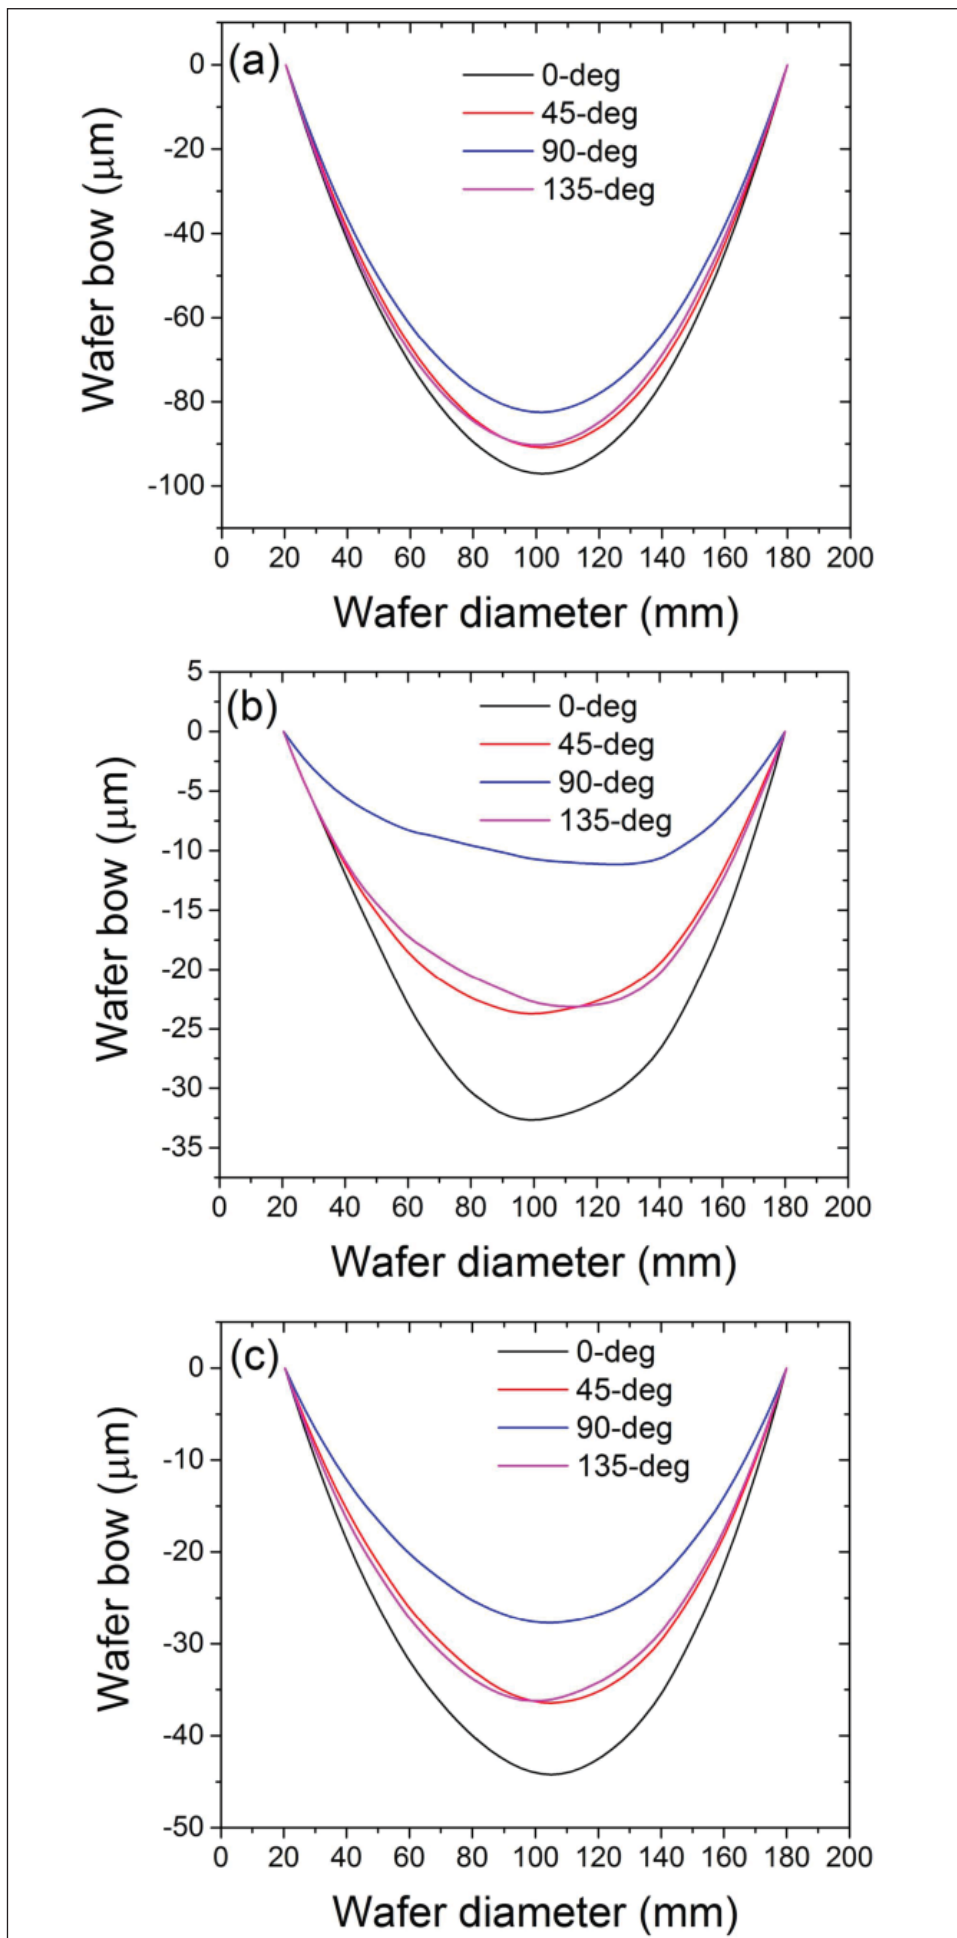 (a)
0-deg
45-deg
90-deg
135-deg
0
-20
-40
-60
-80
-100
Wafer bow (μm)
0 20 40 60 80 100 120 140 160 180 200
Wafer diameter (mm)
(b)
0-deg
45-deg
90-deg
135-deg
5
0
-5
-10
-15
-20
-25
-30
-35
Wafer bow (μm)
0 20 40 60 80 100 120 140 160 180 200
Wafer diameter (mm)
(c)
0-deg
45-deg
90-deg
135-deg
0
-10
-20
-30
-40
-50
Wafer bow (μm)
0 20 40 60 80 100 120 140 160 180 200
Wafer diameter (mm)